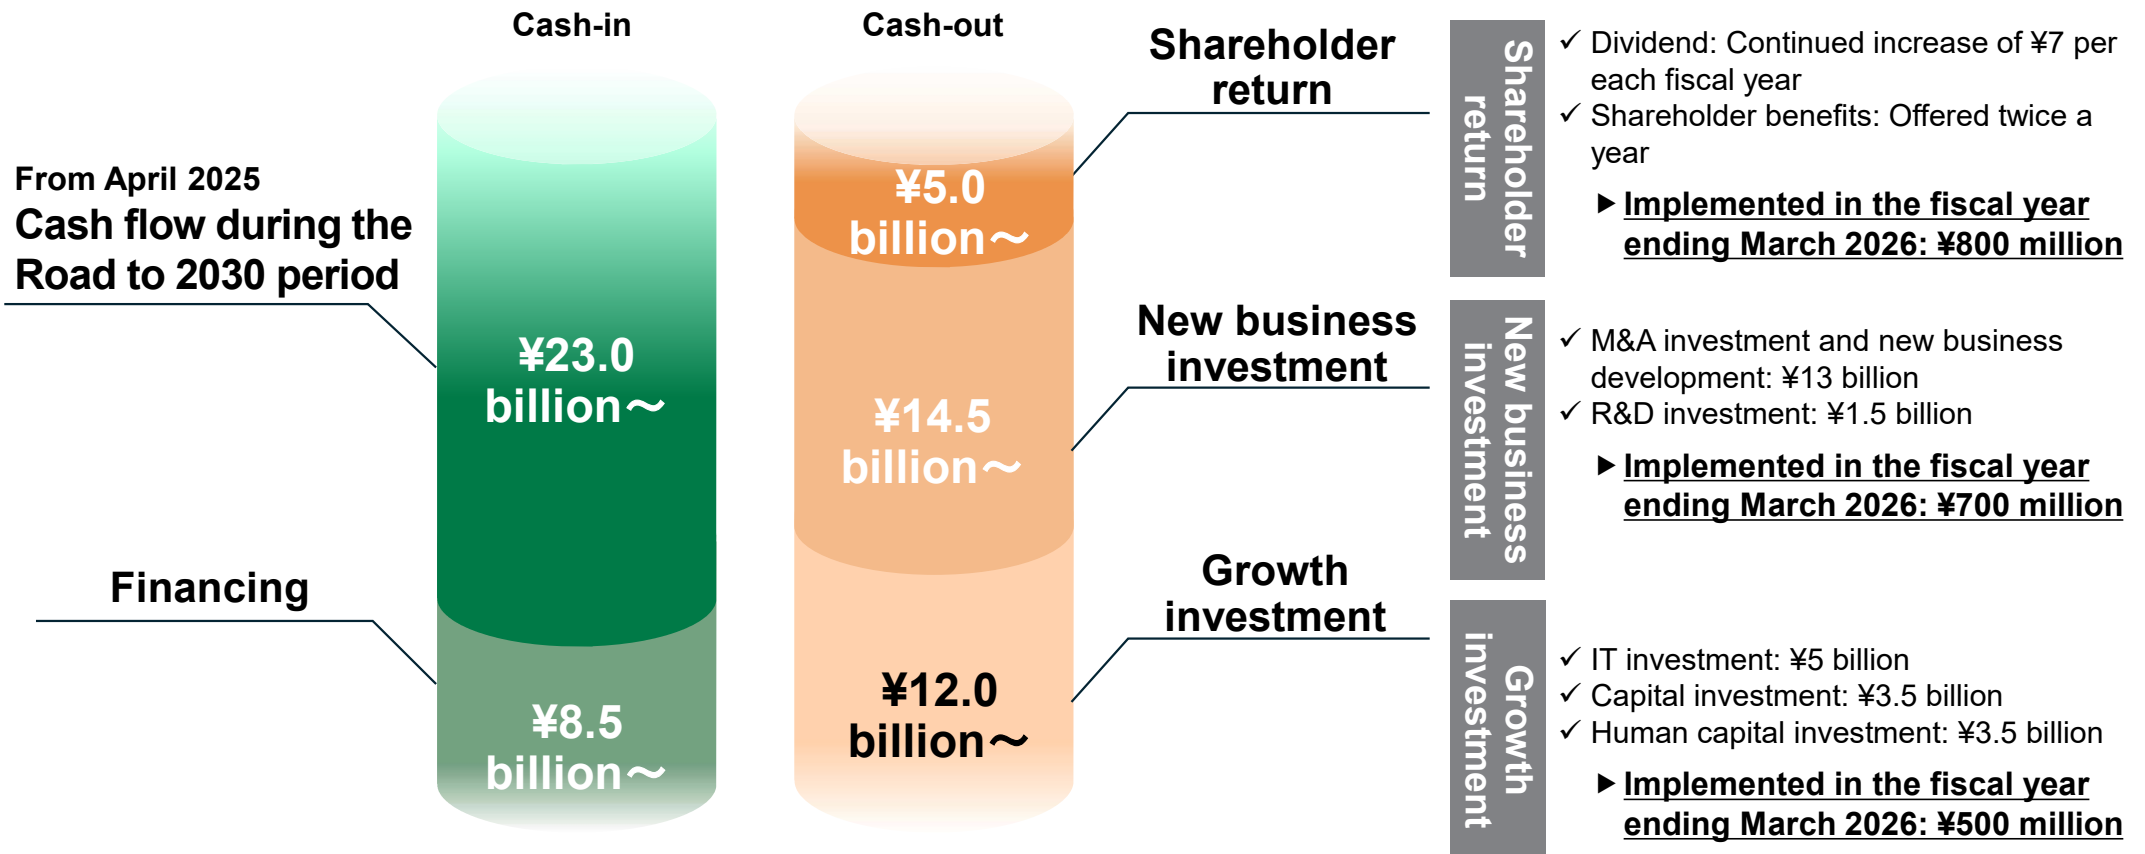 Cash-in
From April 2025
Cash flow during the
Road to 2030 period
¥23.0
billion～
Financing
¥8.5
billion～
Cash-out
¥5.0
billion～
¥14.5
billion～
¥12.0
billion～
Shareholder
return
New business
investment
Growth
investment
Shareholder
return
✓ Dividend: Continued increase of ¥7 per
each fiscal year
✓ Shareholder benefits: Offered twice a
year
▶ Implemented in the fiscal year
ending March 2026: ¥800 million
New business
investment
✓ M&A investment and new business
development: ¥13 billion
✓ R&D investment: ¥1.5 billion
▶ Implemented in the fiscal year
ending March 2026: ¥700 million
Growth
investment
✓ IT investment: ¥5 billion
✓ Capital investment: ¥3.5 billion
✓ Human capital investment: ¥3.5 billion
▶ Implemented in the fiscal year
ending March 2026: ¥500 million